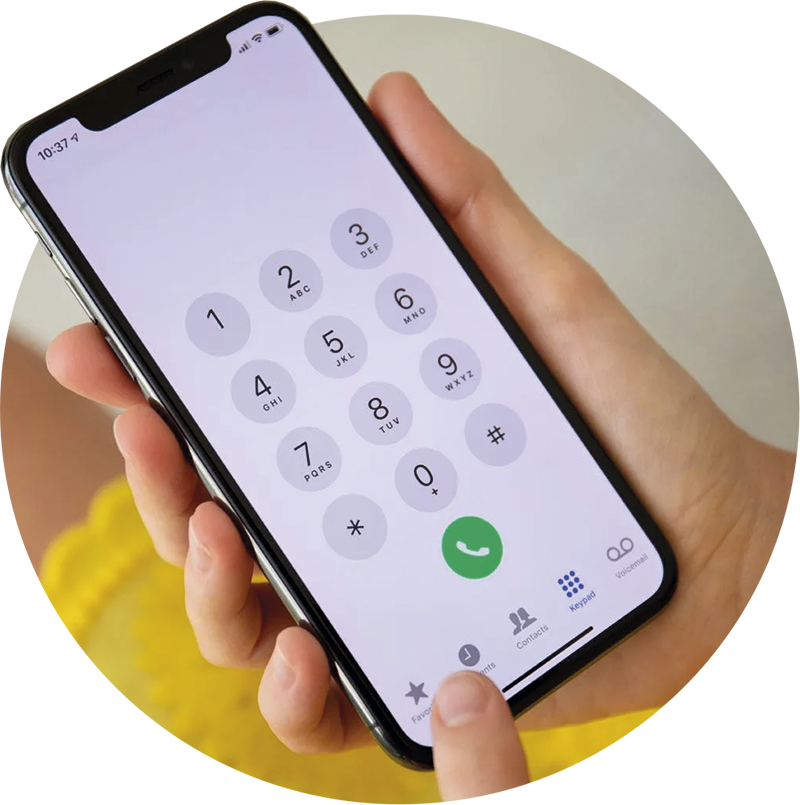 10:37
1
2
ABC
3
DEF
4
GHI
5
JKL
6
MNO
7
PQRS
8
TUV
9
WXYZ
*
0
+
#
Contacts
Keypad
Voicemail